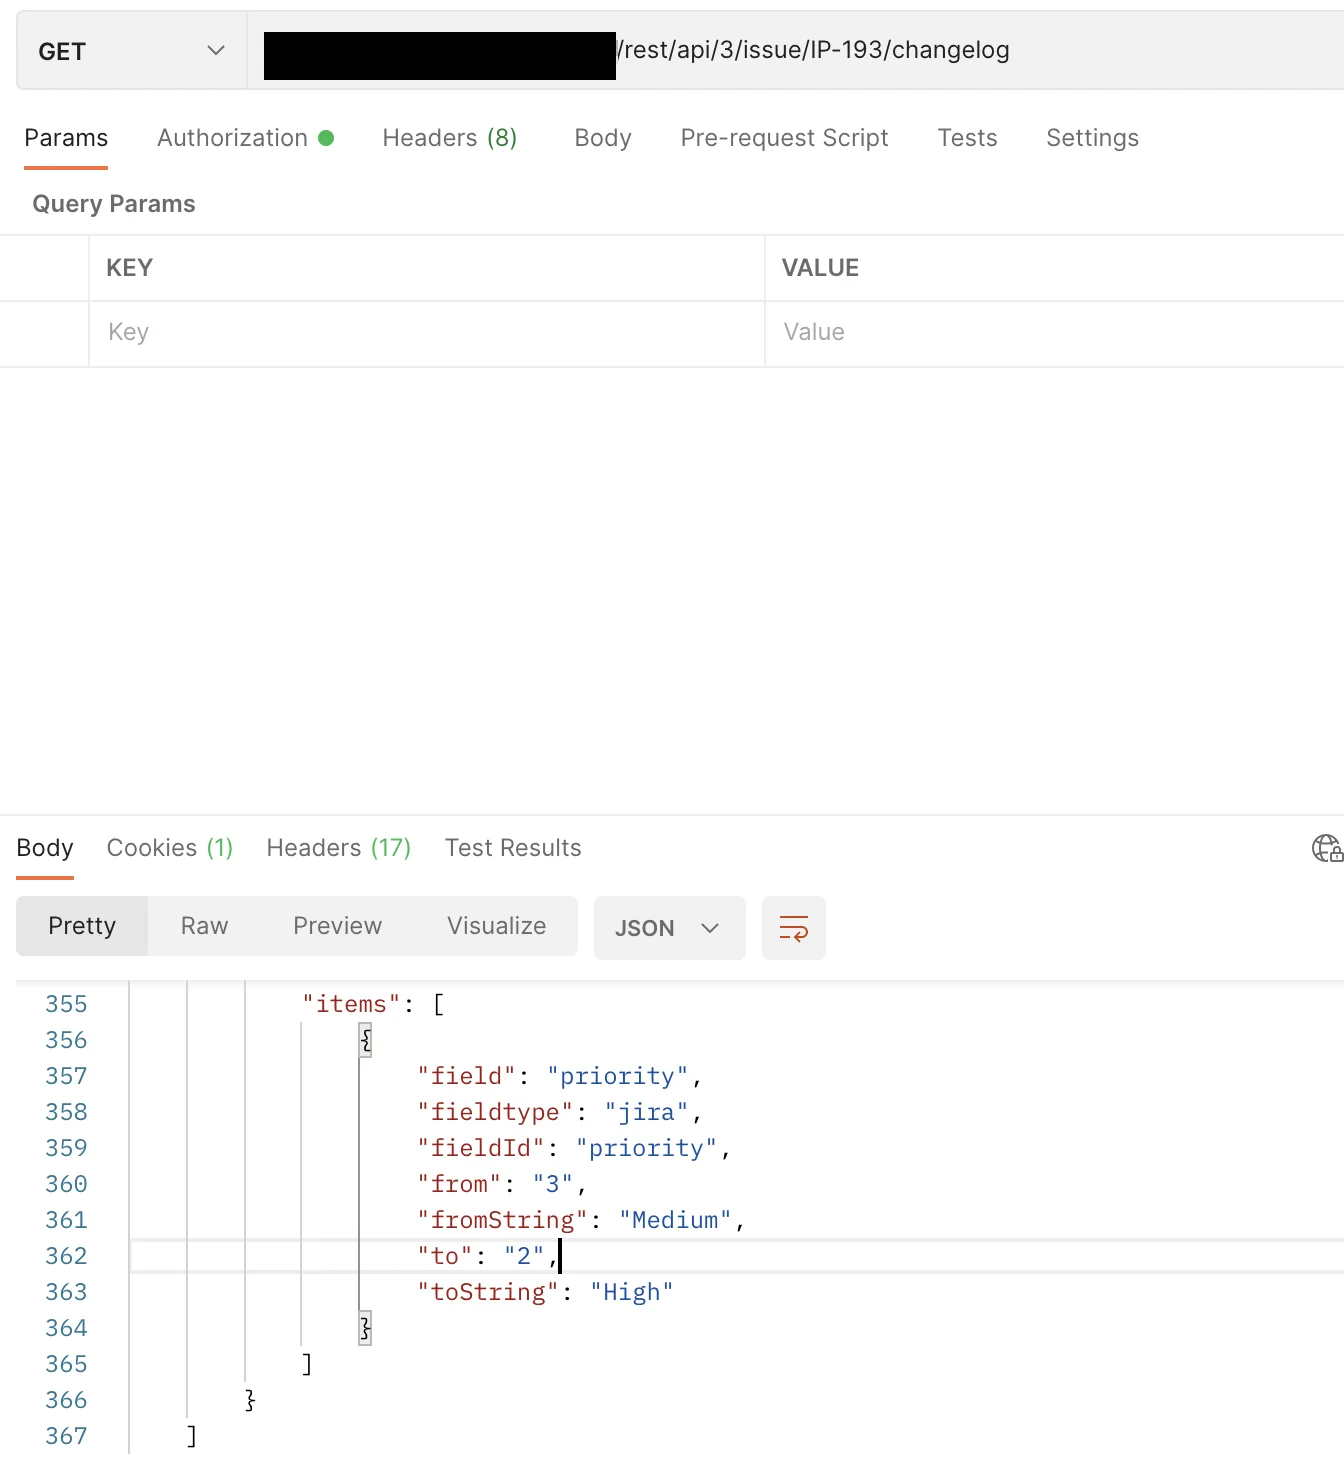 GET /rest/api/3/issue/IP-193/changelog
Params Authorization Headers (8) Body Pre-request Script Tests Settings
Query Params
KEY VALUE
Key Value
Body Cookies (1) Headers (17) Test Results
Pretty Raw Preview Visualize JSON
355 "items": [
356 {
357 "field": "priority",
358 "fieldtype": "jira",
359 "fieldId": "priority",
360 "from": "3",
361 "fromString": "Medium",
362 "to": "2",
363 "toString": "High"
364 }
365 ]
366 }
367 ]